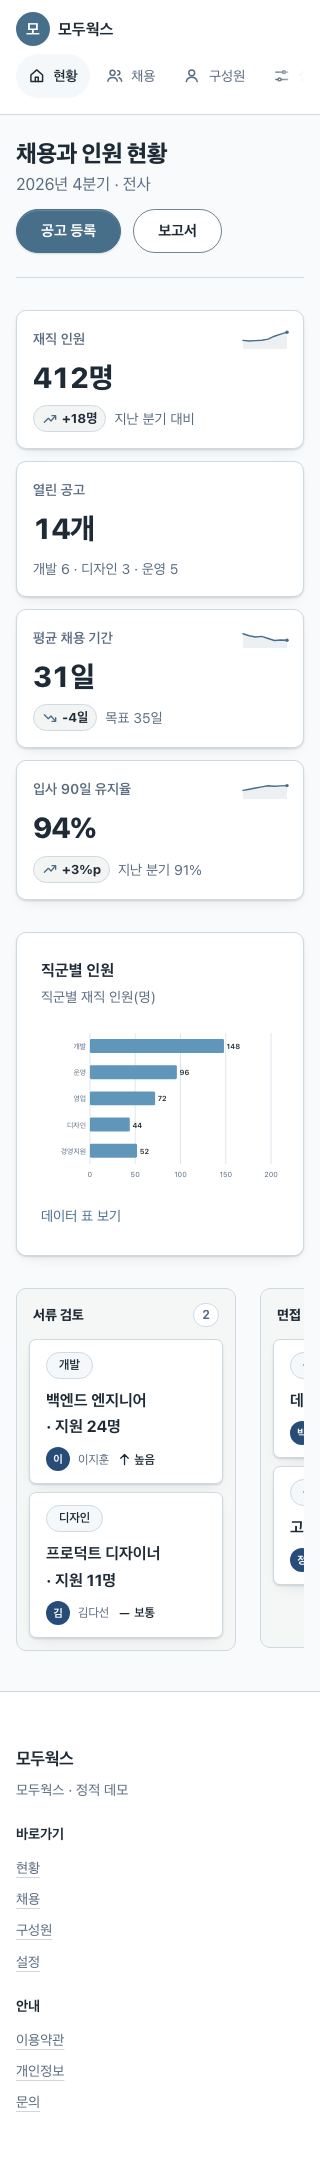 모 모두웍스
현황 채용 구성원
채용과 인원 현황
2026년 4분기 · 전사
공고 등록 보고서
재직 인원
412명
+18명 지난 분기 대비
열린 공고
14개
개발 6 · 디자인 3 · 운영 5
평균 채용 기간
31일
-4일 목표 35일
입사 90일 유지율
94%
+3%p 지난 분기 91%
직군별 인원
직군별 재직 인원(명)
개발 148
운영 96
영업 72
디자인 44
경영지원 52
0 50 100 150 200
데이터 표 보기
서류 검토 2
개발
백엔드 엔지니어
· 지원 24명
이 이지훈 ↑ 높음
디자인
프로덕트 디자이너
· 지원 11명
김 김다선 — 보통
면접
데
고
모두웍스
모두웍스 · 정적 데모
바로가기
현황
채용
구성원
설정
안내
이용약관
개인정보
문의